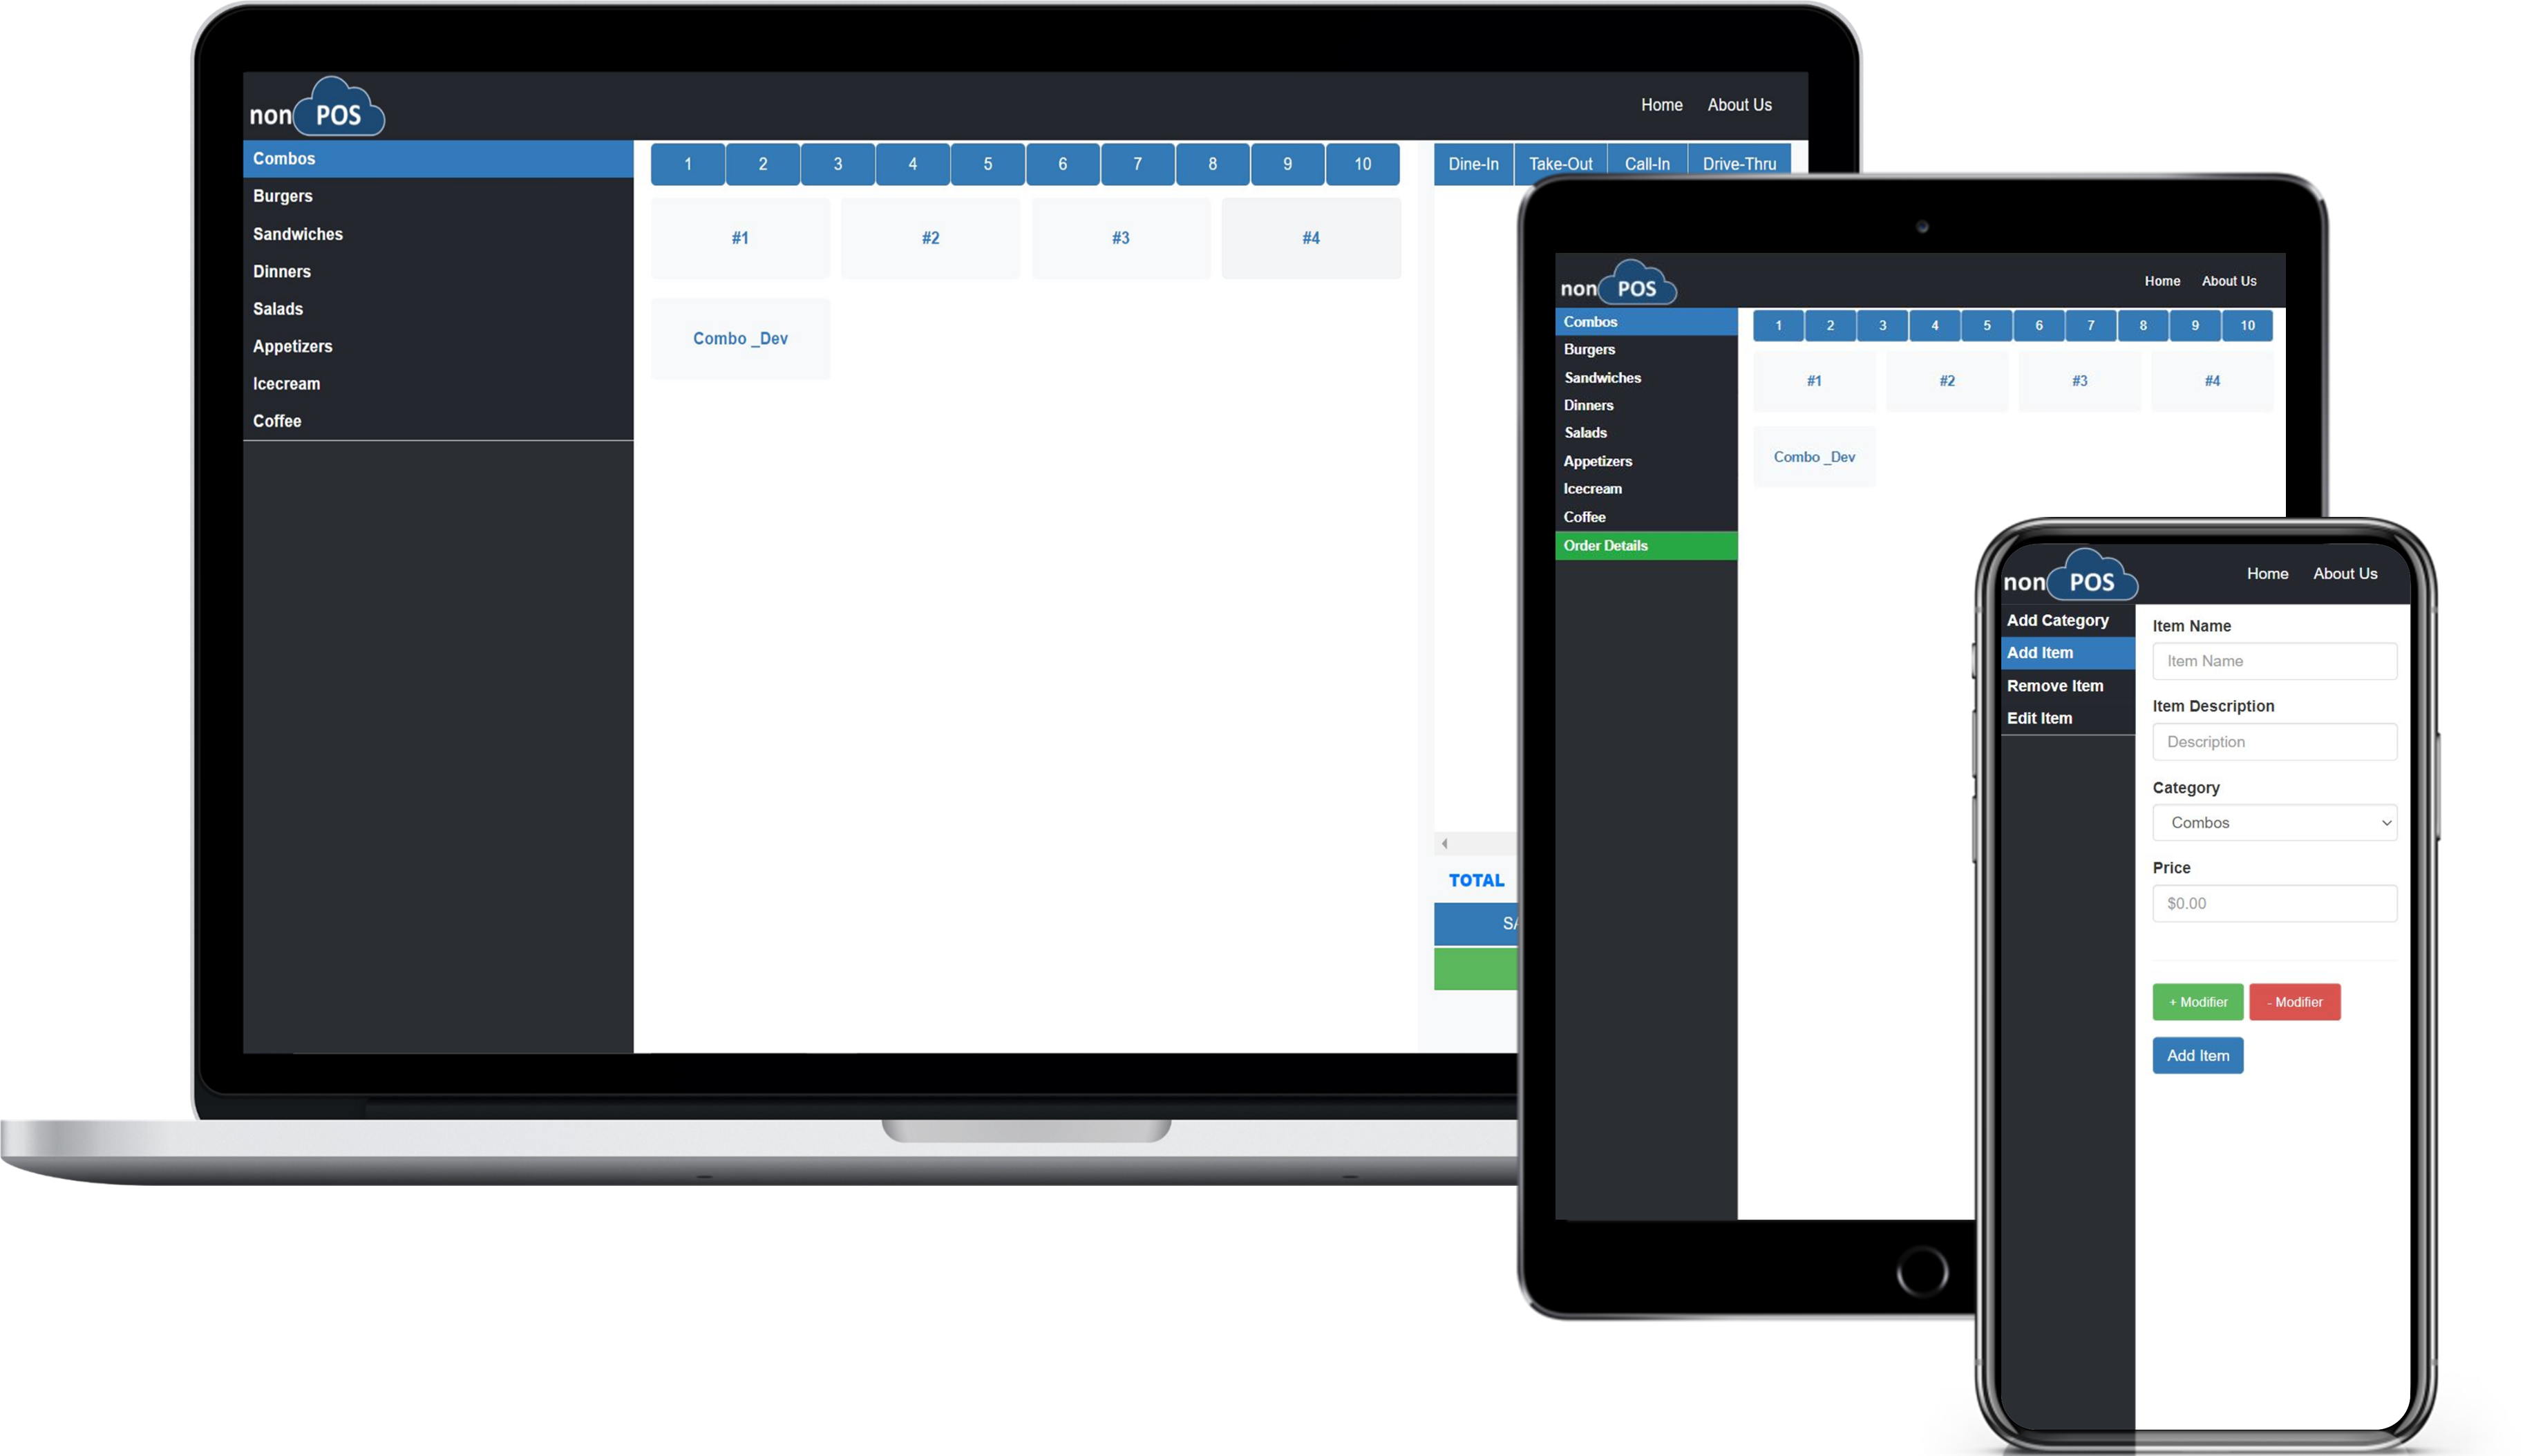 non POS
Home About Us
Combos
Burgers
Sandwiches
Dinners
Salads
Appetizers
Icecream
Coffee
1 2 3 4 5 6 7 8 9 10
#1 #2 #3 #4
Combo _Dev
Dine-In Take-Out Call-In Drive-Thru
TOTAL
non POS
Home About Us
Combos
Burgers
Sandwiches
Dinners
Salads
Appetizers
Icecream
Coffee
Order Details
1 2 3 4 5 6 7 8 9 10
#1 #2 #3 #4
Combo _Dev
non POS
Home About Us
Add Category
Add Item
Remove Item
Edit Item
Item Name
Item Name
Item Description
Description
Category
Combos
Price
$0.00
+ Modifier - Modifier
Add Item